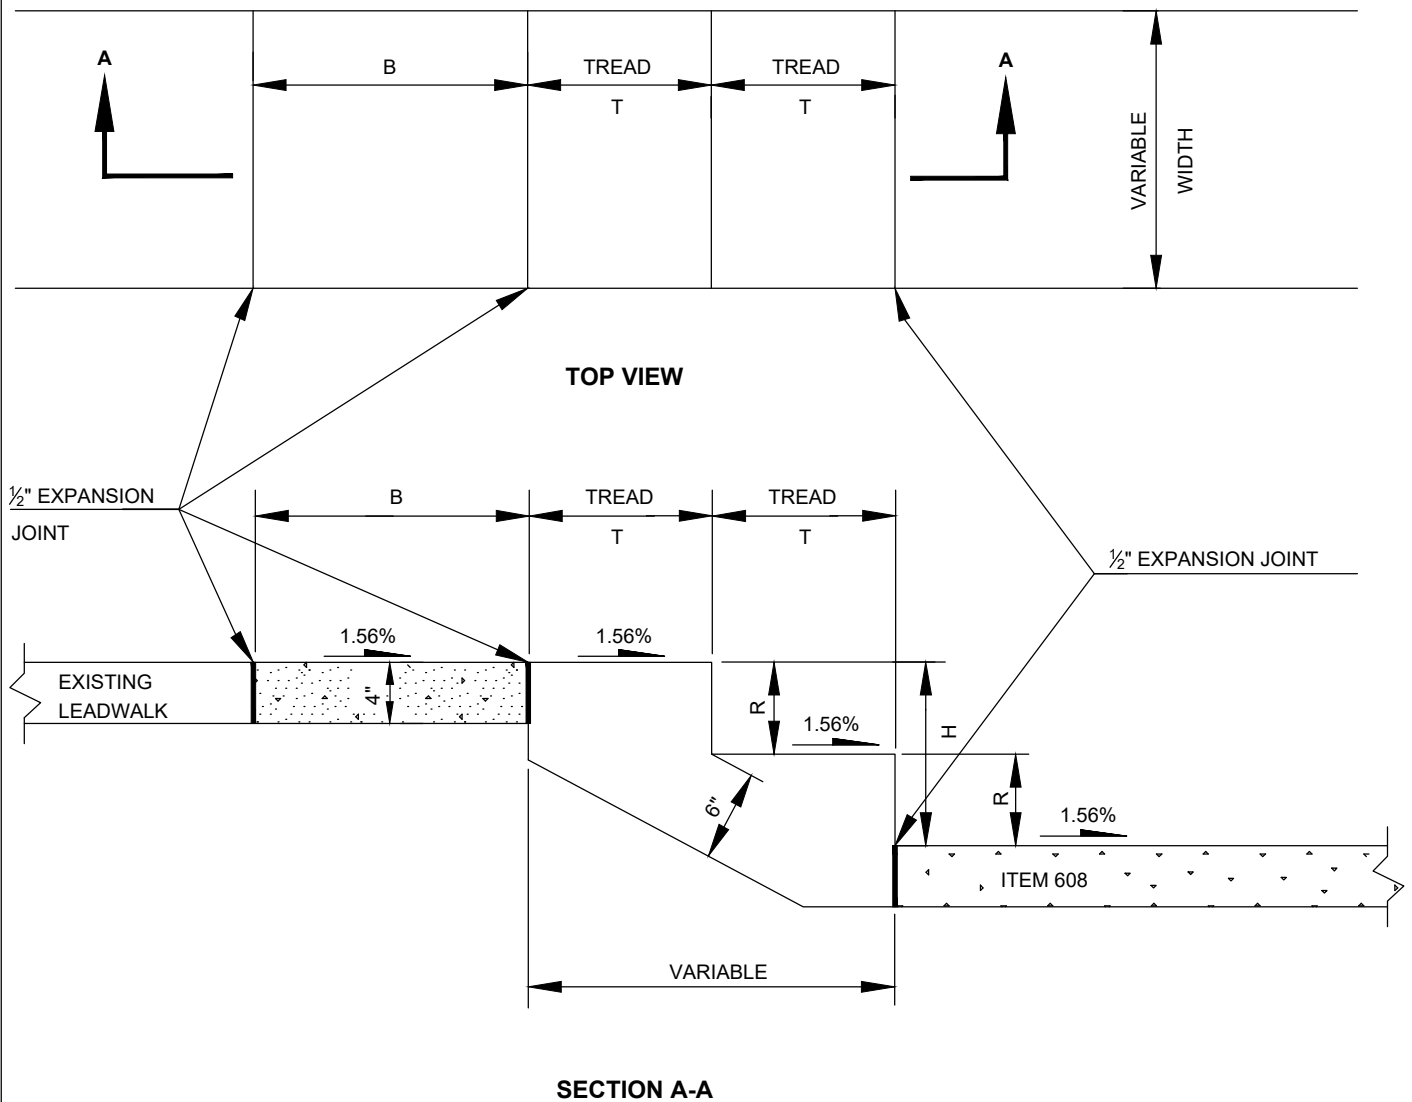 A
B
TREAD
T
TREAD
T
A
VARIABLE
WIDTH
TOP VIEW
½" EXPANSION
JOINT
B
TREAD
T
TREAD
T
½" EXPANSION JOINT
1.56%
1.56%
EXISTING
LEADWALK
4"
R
1.56%
H
6"
R
1.56%
ITEM 608
VARIABLE
SECTION A-A